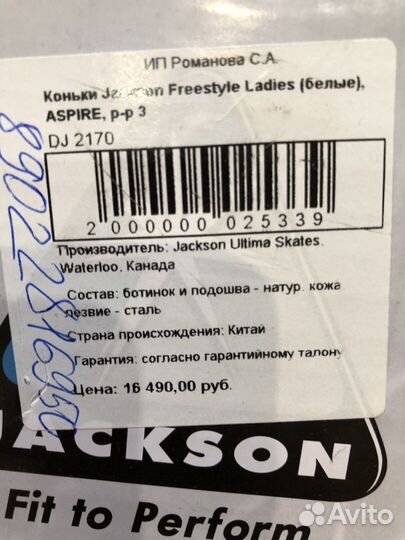 ИП Романова С.А.
Коньки Jackson Freestyle Ladies (белые),
ASPIRE, р-р 3
DJ 2170
2 000000 025339
Производитель: Jackson Ultima Skates.
Waterloo. Канада
Состав: ботинок и подошва - натур. кожа
лезвие - сталь
Страна происхождения: Китай
Гарантия: согласно гарантийному талону
Цена: 16 490,00 руб.
JACKSON
Fit to Perform
Avito